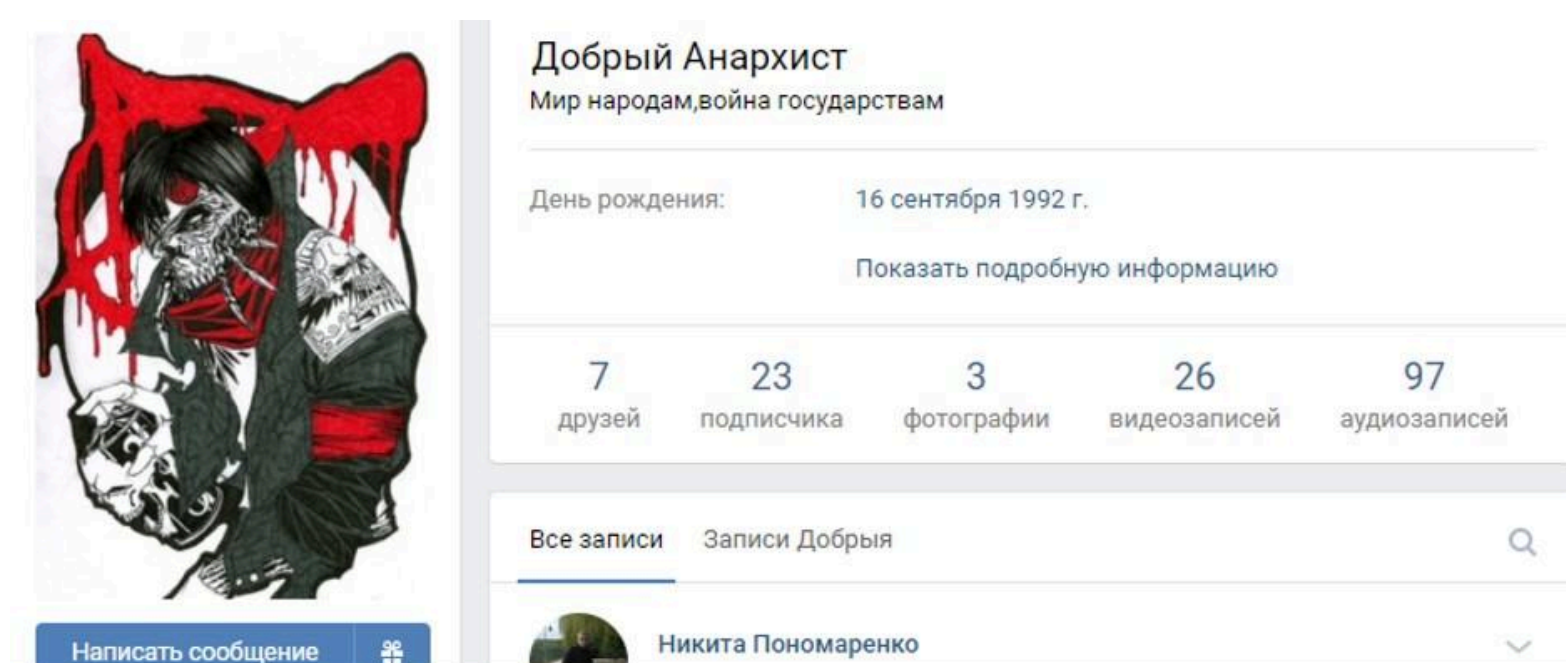 Добрый Анархист
Мир народам,война государствам
День рождения: 16 сентября 1992 г.
Показать подробную информацию
7 23 3 26 97
друзей подписчика фотографии видеозаписей аудиозаписей
Все записи Записи Добрыя
Никита Пономаренко
Написать сообщение